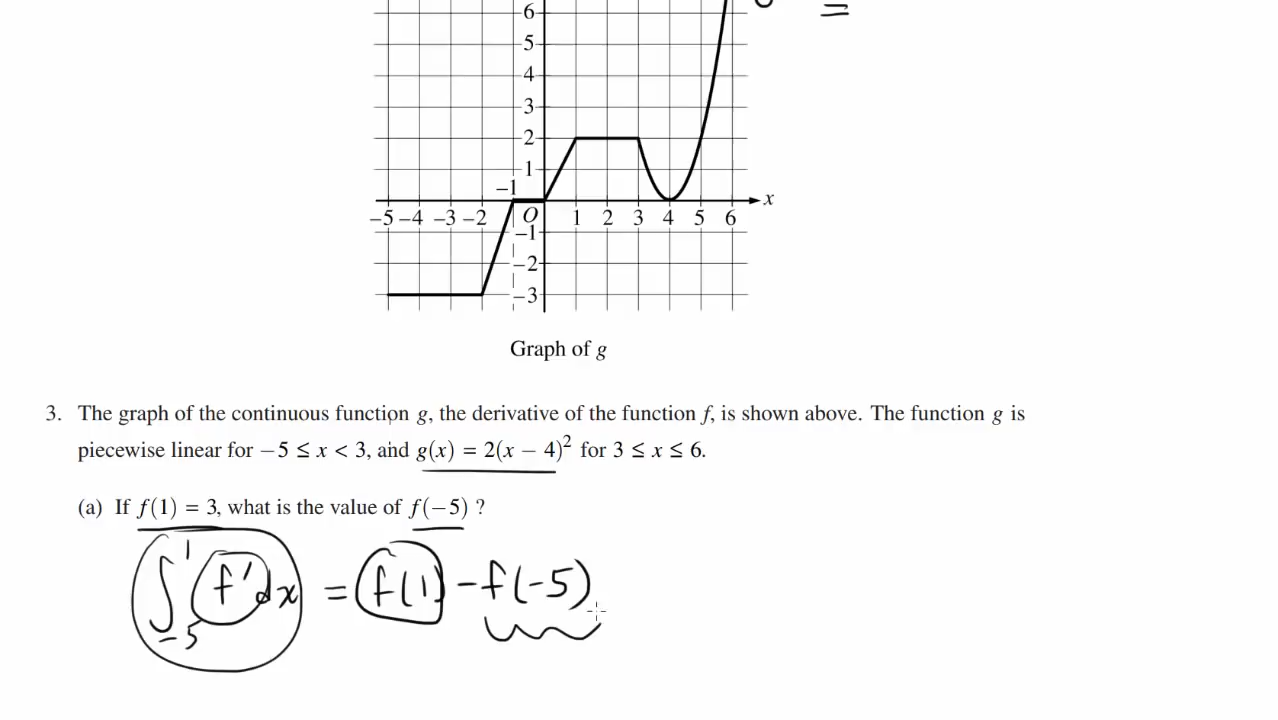 6
=
5
4
3
2
1
−1
x
−5 −4 −3 −2 O 1 2 3 4 5 6
−1
−2
−3
Graph of g
3. The graph of the continuous function g, the derivative of the function f, is shown above. The function g is
piecewise linear for −5 ≤ x < 3, and g(x) = 2(x − 4)² for 3 ≤ x ≤ 6.
(a) If f(1) = 3, what is the value of f(−5) ?
∫₋₅¹ f′dx = f(1) − f(−5)